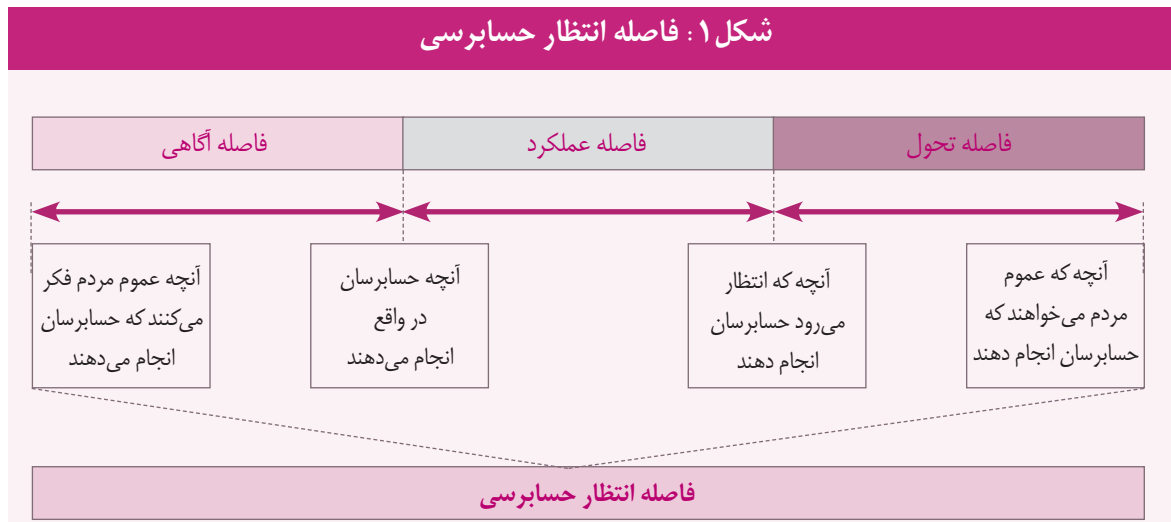 شکل۱ : فاصله انتظار حسابرسی
فاصله تحول
فاصله عملکرد
فاصله آگاهی
آنچه که عموم
مردم می‌خواهند که
حسابرسان انجام دهند
آنچه که انتظار
می‌رود حسابرسان
انجام دهند
آنچه حسابرسان
در واقع
انجام می‌دهند
آنچه عموم مردم فکر
می‌کنند که حسابرسان
انجام می‌دهند
فاصله انتظار حسابرسی